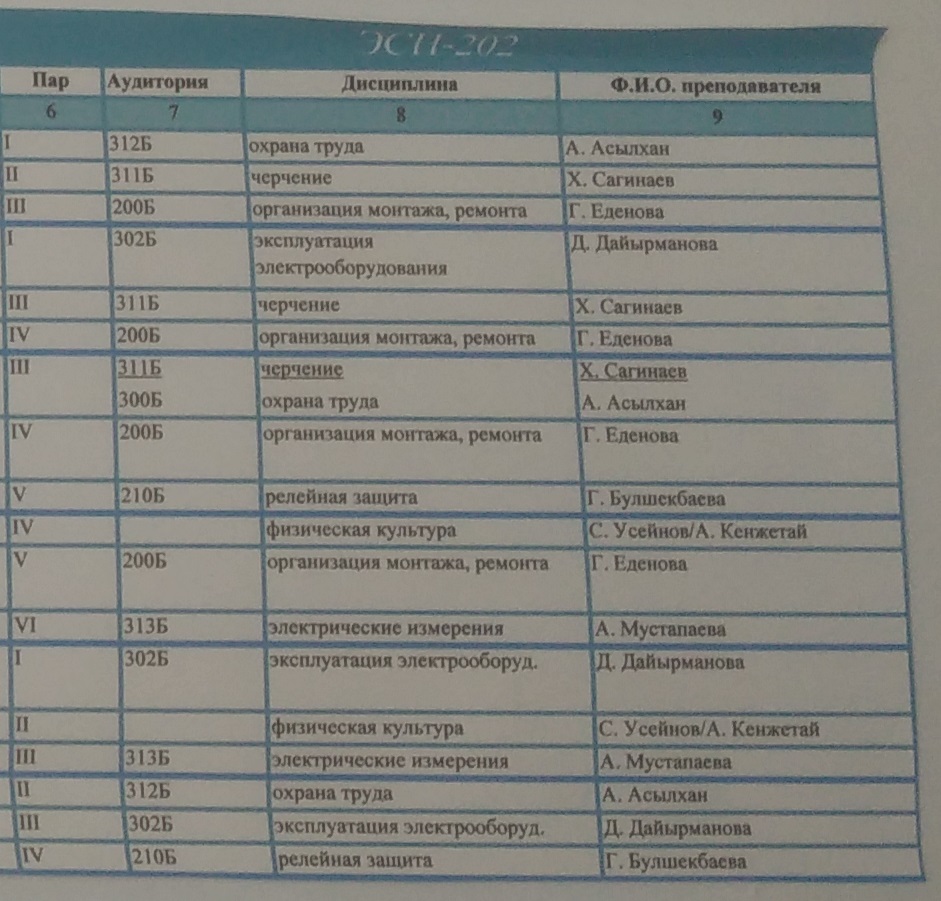 ЭСП-202
Пар Аудитория Дисциплина Ф.И.О. преподавателя
6 7 8 9
I 312Б охрана труда А. Асылхан
II 311Б черчение Х. Сагинаев
III 200Б организация монтажа, ремонта Г. Еденова
I 302Б эксплуатация Д. Дайырманова
электрооборудования
III 311Б черчение Х. Сагинаев
IV 200Б организация монтажа, ремонта Г. Еденова
III 311Б черчение Х. Сагинаев
300Б охрана труда А. Асылхан
IV 200Б организация монтажа, ремонта Г. Еденова
V 210Б релейная защита Г. Булшекбаева
IV физическая культура С. Усейнов/А. Кенжетай
V 200Б организация монтажа, ремонта Г. Еденова
VI 313Б электрические измерения А. Мустапаева
I 302Б эксплуатация электрооборуд. Д. Дайырманова
II физическая культура С. Усейнов/А. Кенжетай
III 313Б электрические измерения А. Мустапаева
II 312Б охрана труда А. Асылхан
III 302Б эксплуатация электрооборуд. Д. Дайырманова
IV 210Б релейная защита Г. Булшекбаева